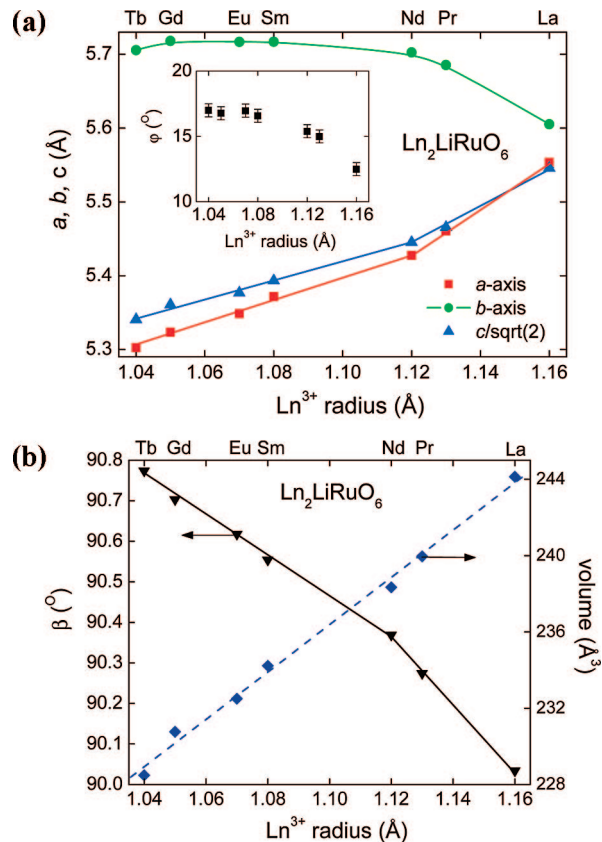 (a)
Tb Gd Eu Sm Nd Pr La
5.7
5.6
5.5
5.4
5.3
a, b, c (Å)
20
15
10
φ (°)
1.04 1.08 1.12 1.16
Ln³⁺ radius (Å)
Ln₂LiRuO₆
a-axis
b-axis
c/sqrt(2)
1.04 1.06 1.08 1.10 1.12 1.14 1.16
Ln³⁺ radius (Å)
(b)
Tb Gd Eu Sm Nd Pr La
90.8
90.7
90.6
90.5
90.4
90.3
90.2
90.1
90.0
β (°)
Ln₂LiRuO₆
244
240
236
232
228
volume (Å³)
1.04 1.06 1.08 1.10 1.12 1.14 1.16
Ln³⁺ radius (Å)